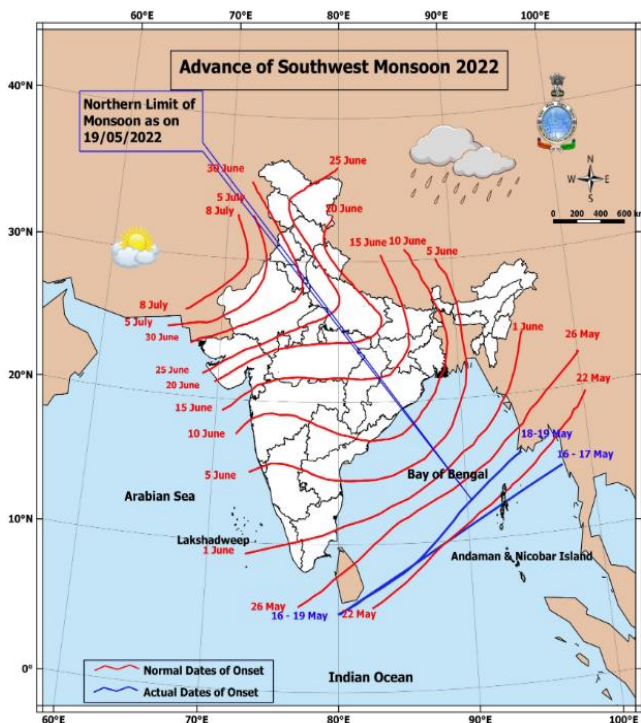 60°E
70°E
80°E
90°E
100°E
Advance of Southwest Monsoon 2022
40°N
Northern Limit of
Monsoon as on
19/05/2022
N
W
E
S
0 200 400 600 km
30 June
25 June
5 July
20 June
8 July
30°N
15 June
10 June
5 June
8 July
5 July
30 June
1 June
26 May
25 June
20 June
22 May
20°N
15 June
10 June
18-19 May
16 - 17 May
5 June
Bay of Bengal
Arabian Sea
10°N
Lakshadweep
1 June
Andaman & Nicobar Island
26 May
16 - 19 May
22 May
Indian Ocean
0°
Normal Dates of Onset
Actual Dates of Onset
60°E
70°E
80°E
90°E
100°E